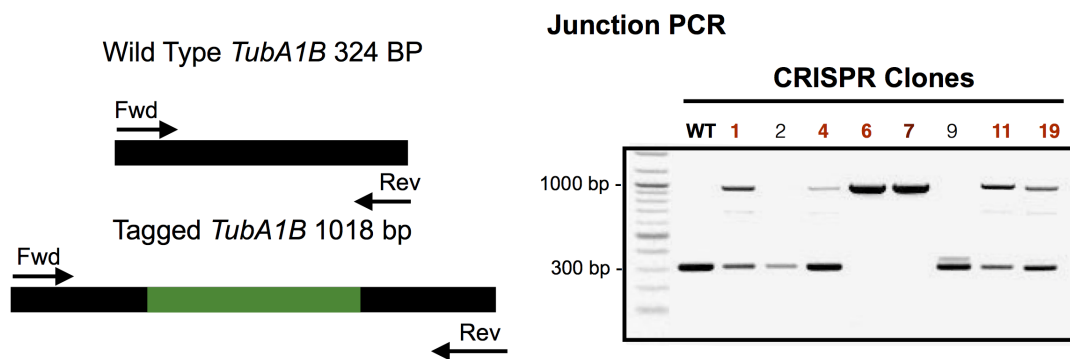 Wild Type TubA1B 324 BP
Fwd
Rev
Tagged TubA1B 1018 bp
Fwd
Rev
Junction PCR
CRISPR Clones
WT 1 2 4 6 7 9 11 19
1000 bp -
300 bp -